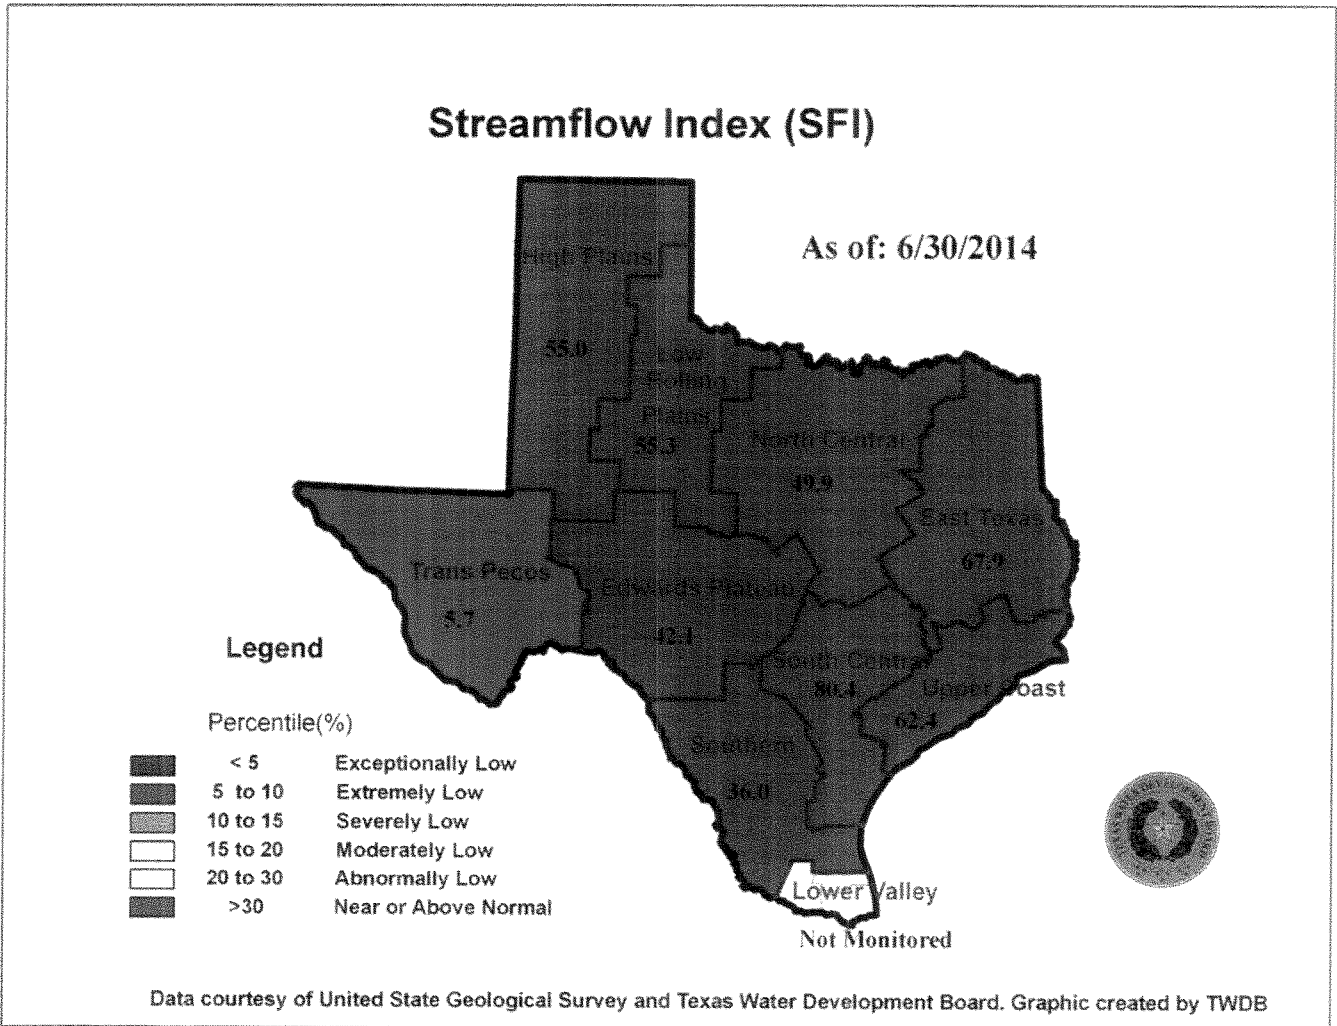 Streamflow Index (SFI)
As of: 6/30/2014
High Plains
55.0
Low
Rolling
Plains
55.3
North Central
49.9
East Texas
67.9
Trans Pecos
5.7
Edwards Plateau
42.1
South Central
80.4
Upper Coast
62.4
Southern
36.0
Lower Valley
Not Monitored
Legend
Percentile(%)
< 5 Exceptionally Low
5 to 10 Extremely Low
10 to 15 Severely Low
15 to 20 Moderately Low
20 to 30 Abnormally Low
>30 Near or Above Normal
Data courtesy of United State Geological Survey and Texas Water Development Board. Graphic created by TWDB